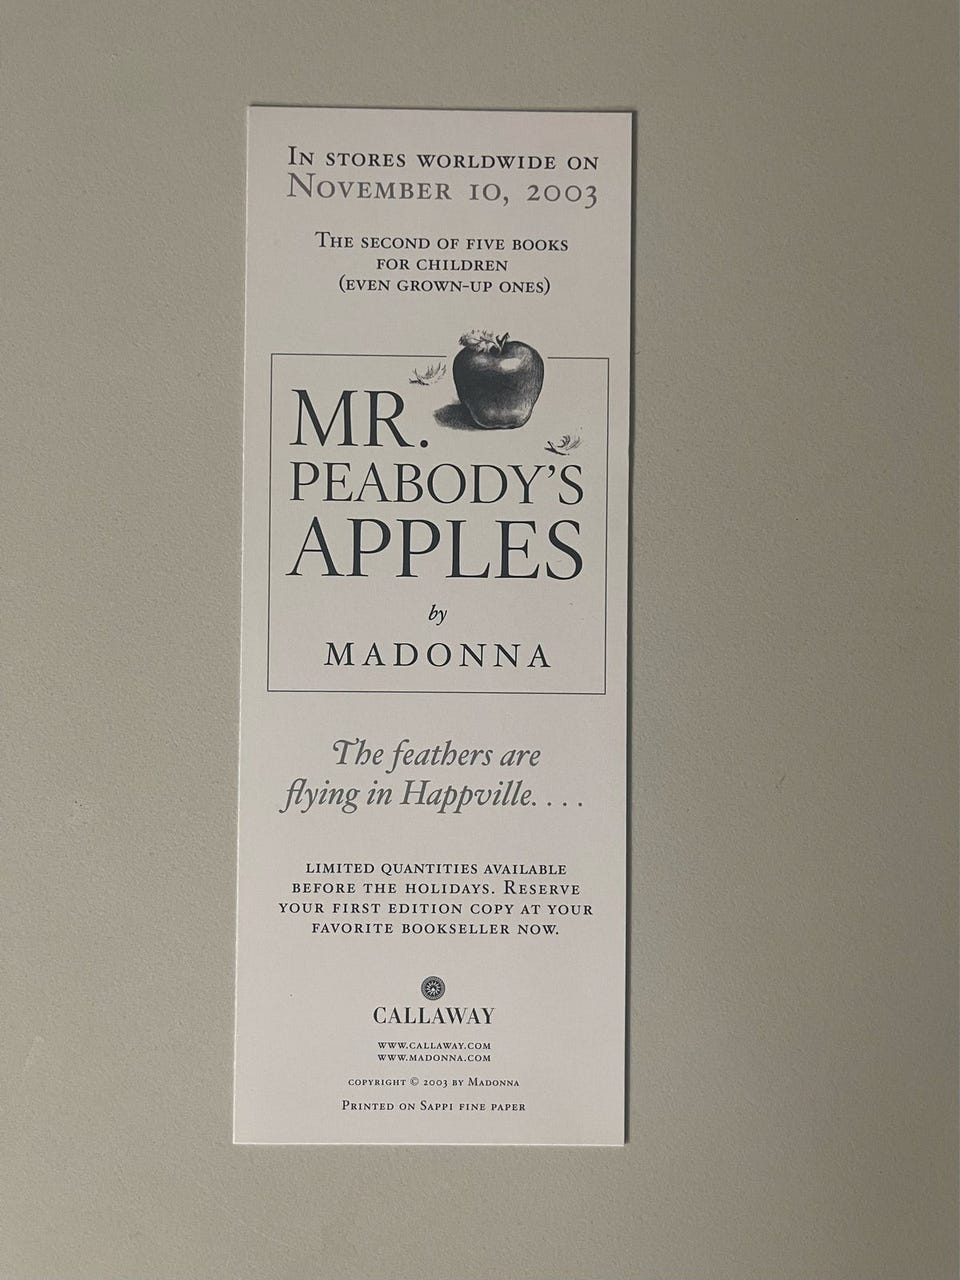 In stores worldwide on
November 10, 2003
The second of five books
for children
(even grown-up ones)
MR.
PEABODY'S
APPLES
by
MADONNA
The feathers are
flying in Happville. . . .
limited quantities available
before the holidays. Reserve
your first edition copy at your
favorite bookseller now.
CALLAWAY
www.callaway.com
www.madonna.com
copyright © 2003 by Madonna
Printed on Sappi fine paper